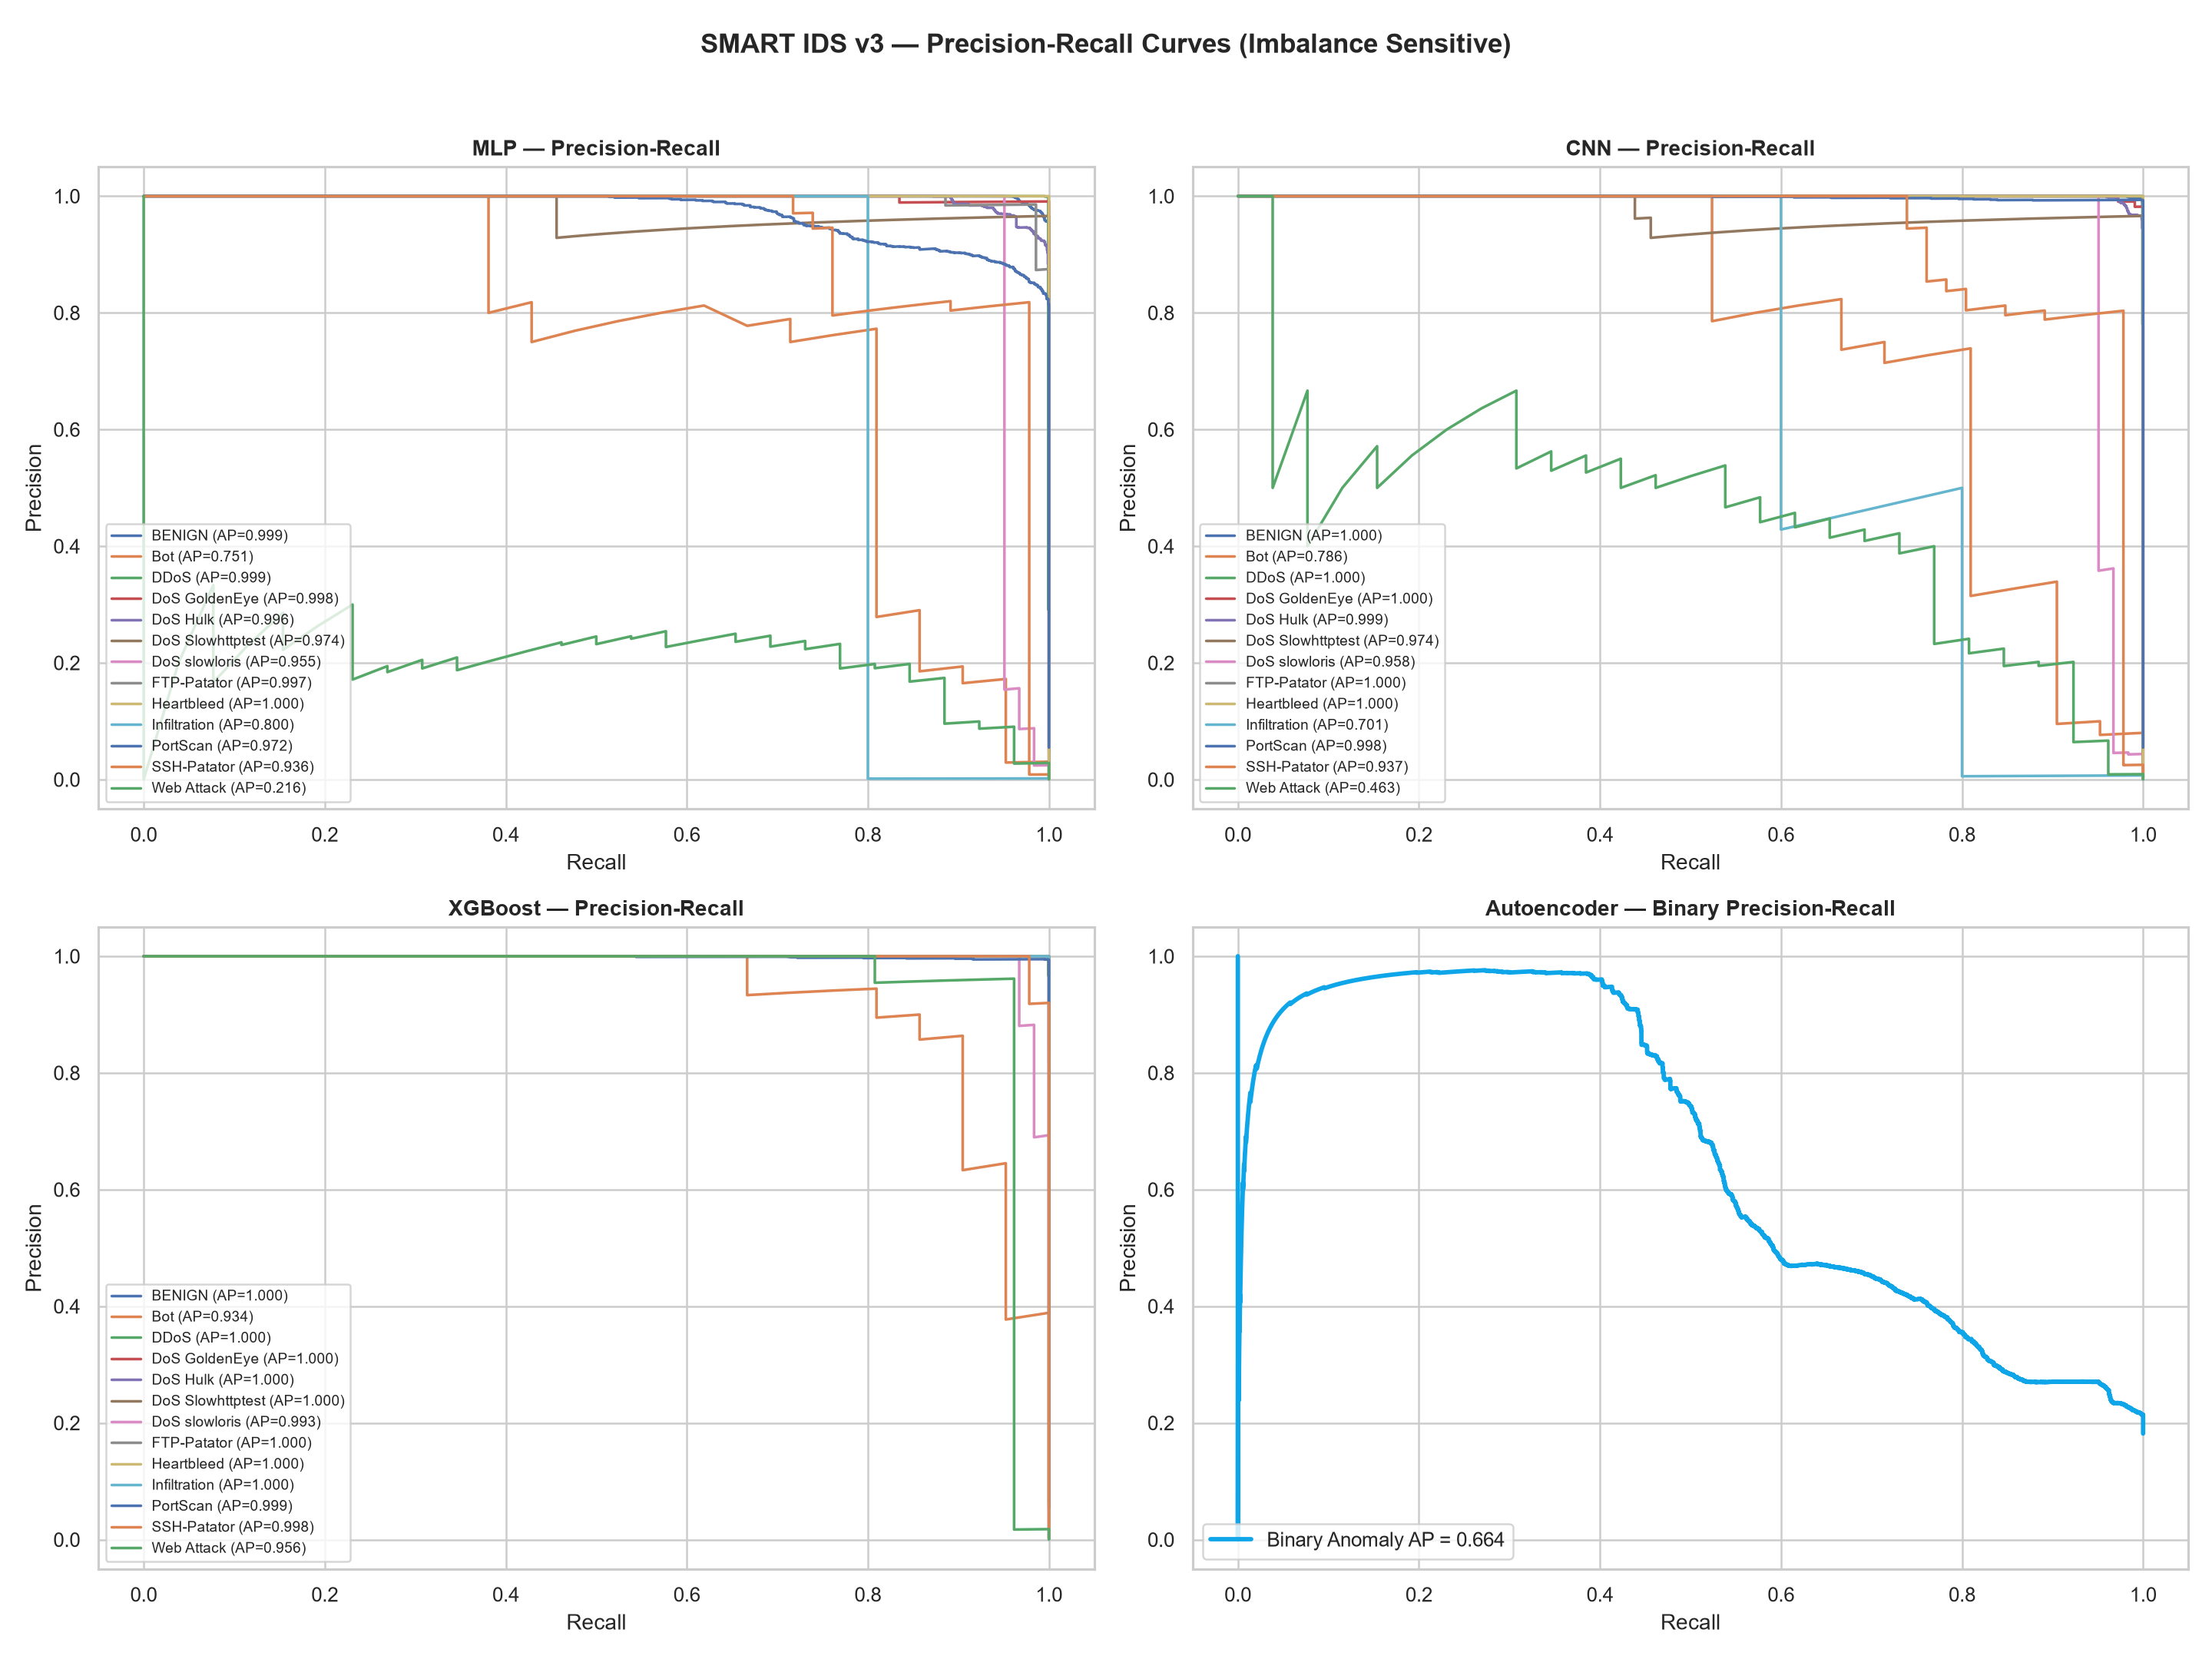 SMART IDS v3 — Precision-Recall Curves (Imbalance Sensitive)
MLP — Precision-Recall
1.0
0.8
0.6
0.4
0.2
0.0
Precision
BENIGN (AP=0.999)
Bot (AP=0.751)
DDoS (AP=0.999)
DoS GoldenEye (AP=0.998)
DoS Hulk (AP=0.996)
DoS Slowhttptest (AP=0.974)
DoS slowloris (AP=0.955)
FTP-Patator (AP=0.997)
Heartbleed (AP=1.000)
Infiltration (AP=0.800)
PortScan (AP=0.972)
SSH-Patator (AP=0.936)
Web Attack (AP=0.216)
0.0 0.2 0.4 0.6 0.8 1.0
Recall
CNN — Precision-Recall
1.0
0.8
0.6
0.4
0.2
0.0
Precision
BENIGN (AP=1.000)
Bot (AP=0.786)
DDoS (AP=1.000)
DoS GoldenEye (AP=1.000)
DoS Hulk (AP=0.999)
DoS Slowhttptest (AP=0.974)
DoS slowloris (AP=0.958)
FTP-Patator (AP=1.000)
Heartbleed (AP=1.000)
Infiltration (AP=0.701)
PortScan (AP=0.998)
SSH-Patator (AP=0.937)
Web Attack (AP=0.463)
0.0 0.2 0.4 0.6 0.8 1.0
Recall
XGBoost — Precision-Recall
1.0
0.8
0.6
0.4
0.2
0.0
Precision
BENIGN (AP=1.000)
Bot (AP=0.934)
DDoS (AP=1.000)
DoS GoldenEye (AP=1.000)
DoS Hulk (AP=1.000)
DoS Slowhttptest (AP=1.000)
DoS slowloris (AP=0.993)
FTP-Patator (AP=1.000)
Heartbleed (AP=1.000)
Infiltration (AP=1.000)
PortScan (AP=0.999)
SSH-Patator (AP=0.998)
Web Attack (AP=0.956)
0.0 0.2 0.4 0.6 0.8 1.0
Recall
Autoencoder — Binary Precision-Recall
1.0
0.8
0.6
0.4
0.2
0.0
Precision
Binary Anomaly AP = 0.664
0.0 0.2 0.4 0.6 0.8 1.0
Recall